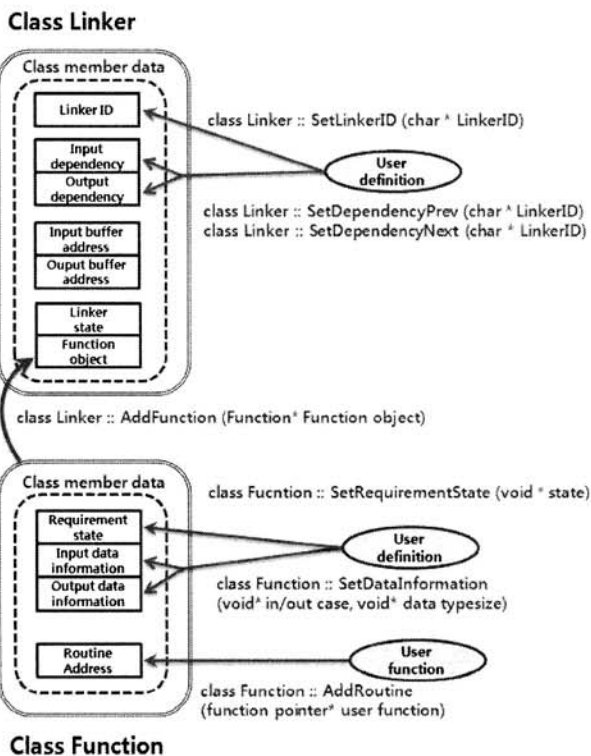 Class Linker
Class member data
Linker ID
class Linker :: SetLinkerID (char * LinkerID)
Input
dependency
Output
dependency
User
definition
class Linker :: SetDependencyPrev (char * LinkerID)
class Linker :: SetDependencyNext (char * LinkerID)
Input buffer
address
Ouput buffer
address
Linker
state
Function
object
class Linker :: AddFunction (Function* Function object)
Class member data
class Fucntion :: SetRequirementState (void * state)
Requirement
state
Input data
information
Output data
information
User
definition
class Function :: SetDataInformation
(void* in/out case, void* data typesize)
Routine
Address
User
function
class Function :: AddRoutine
(function pointer* user function)
Class Function